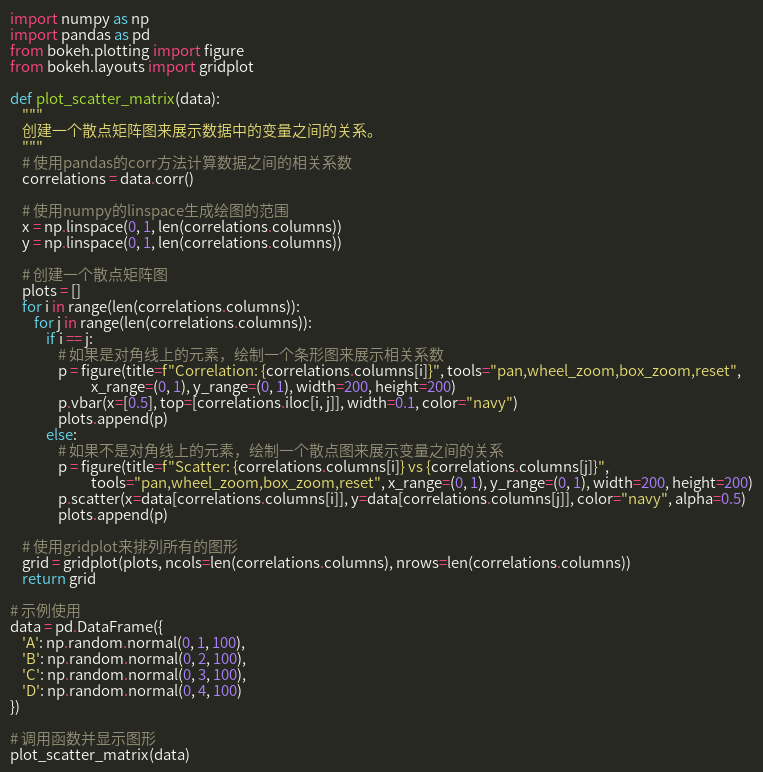 import numpy as np
import pandas as pd
from bokeh.plotting import figure
from bokeh.layouts import gridplot

def plot_scatter_matrix(data):
    """
    创建一个散点矩阵图来展示数据中的变量之间的关系。
    """
    # 使用pandas的corr方法计算数据之间的相关系数
    correlations = data.corr()

    # 使用numpy的linspace生成绘图的范围
    x = np.linspace(0, 1, len(correlations.columns))
    y = np.linspace(0, 1, len(correlations.columns))

    # 创建一个散点矩阵图
    plots = []
    for i in range(len(correlations.columns)):
        for j in range(len(correlations.columns)):
            if i == j:
                # 如果是对角线上的元素，绘制一个条形图来展示相关系数
                p = figure(title=f"Correlation: {correlations.columns[i]}", tools="pan,wheel_zoom,box_zoom,reset",
                           x_range=(0, 1), y_range=(0, 1), width=200, height=200)
                p.vbar(x=[0.5], top=[correlations.iloc[i, j]], width=0.1, color="navy")
                plots.append(p)
            else:
                # 如果不是对角线上的元素，绘制一个散点图来展示变量之间的关系
                p = figure(title=f"Scatter: {correlations.columns[i]} vs {correlations.columns[j]}",
                           tools="pan,wheel_zoom,box_zoom,reset", x_range=(0, 1), y_range=(0, 1), width=200, height=200)
                p.scatter(x=data[correlations.columns[i]], y=data[correlations.columns[j]], color="navy", alpha=0.5)
                plots.append(p)

    # 使用gridplot来排列所有的图形
    grid = gridplot(plots, ncols=len(correlations.columns), nrows=len(correlations.columns))
    return grid

# 示例使用
data = pd.DataFrame({
    'A': np.random.normal(0, 1, 100),
    'B': np.random.normal(0, 2, 100),
    'C': np.random.normal(0, 3, 100),
    'D': np.random.normal(0, 4, 100)
})

# 调用函数并显示图形
plot_scatter_matrix(data)